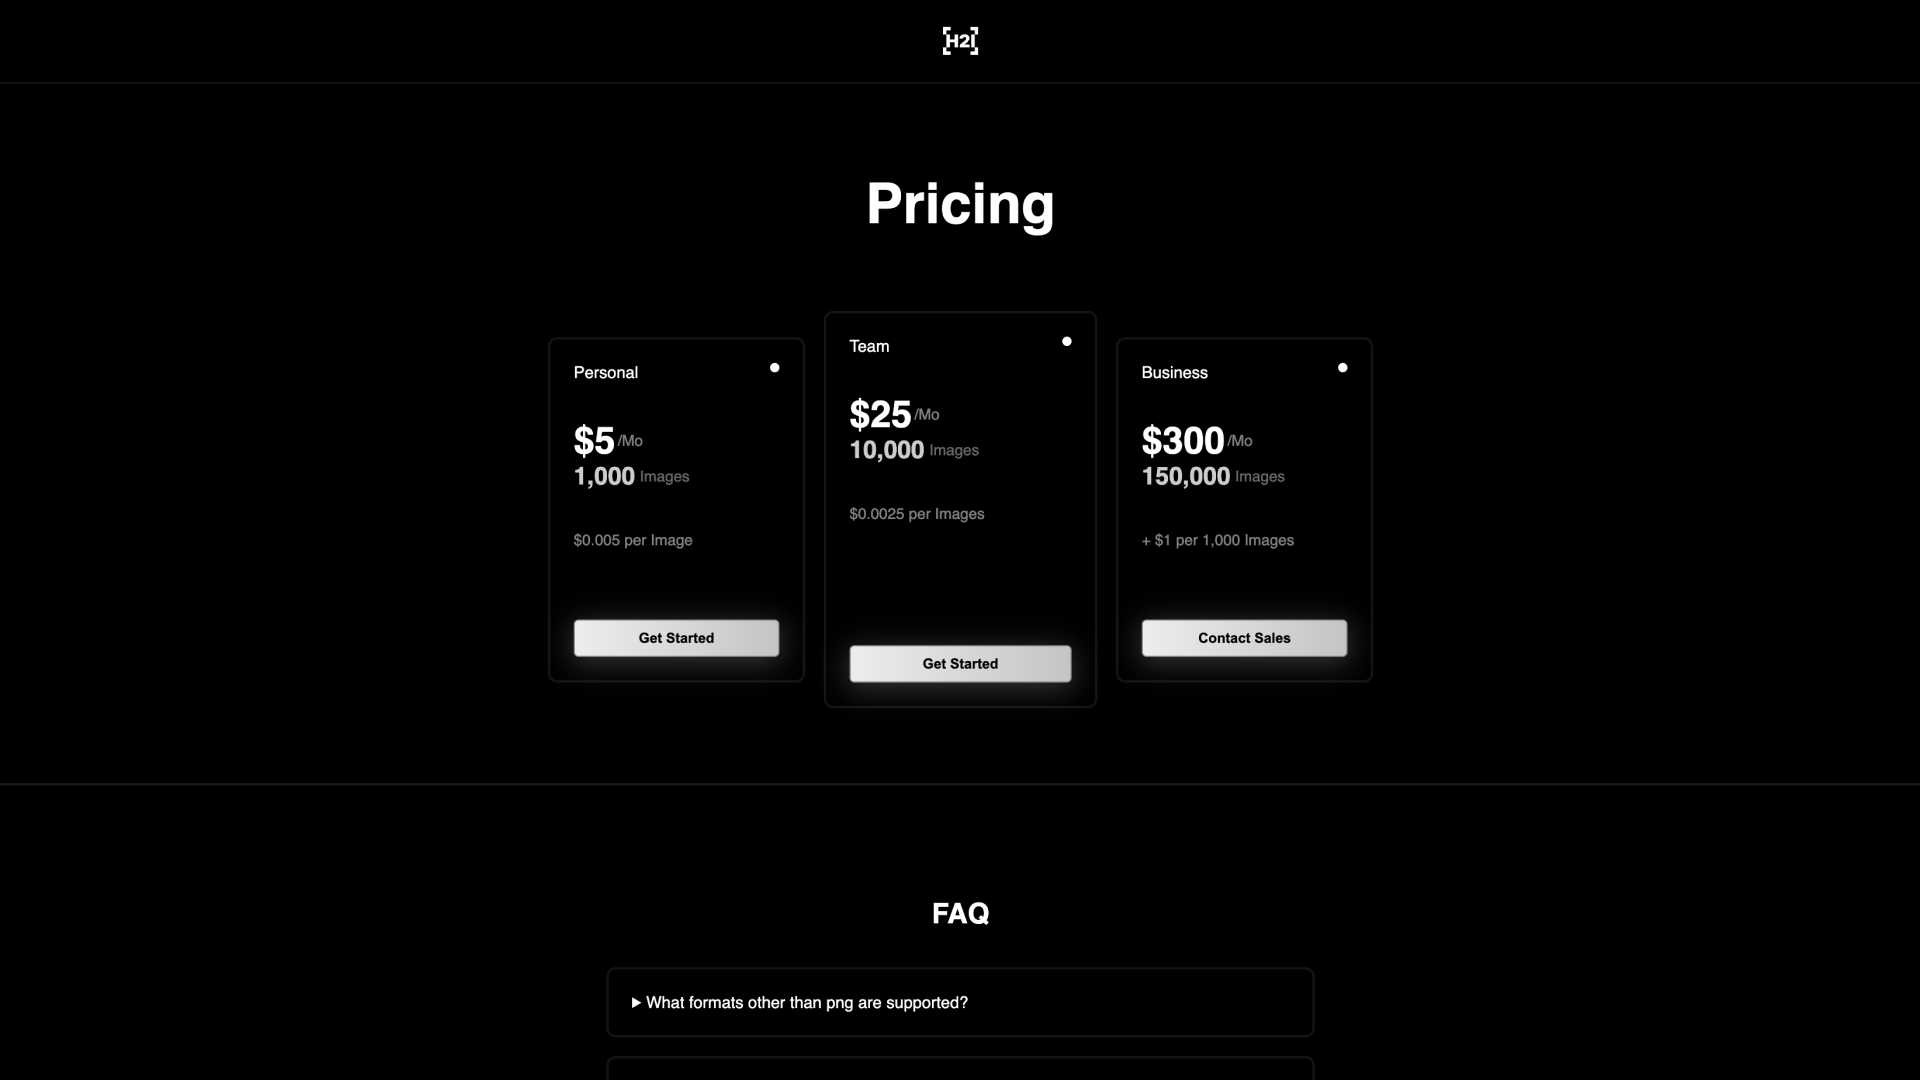 [H2I]
Pricing
Personal
$5 /Mo
1,000 Images
$0.005 per Image
Get Started
Team
$25 /Mo
10,000 Images
$0.0025 per Images
Get Started
Business
$300 /Mo
150,000 Images
+ $1 per 1,000 Images
Contact Sales
FAQ
What formats other than png are supported?